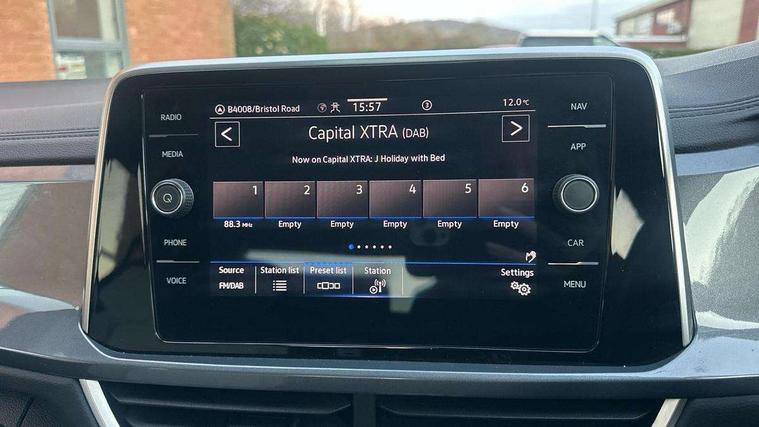 RADIO
MEDIA
PHONE
VOICE
B4008/Bristol Road 15:57 3 12.0°C
< Capital XTRA (DAB) >
Now on Capital XTRA: J Holiday with Bed
1 2 3 4 5 6
88.3 MHz Empty Empty Empty Empty Empty
Source Station list Preset list Station Settings
FM/DAB
NAV
APP
CAR
MENU